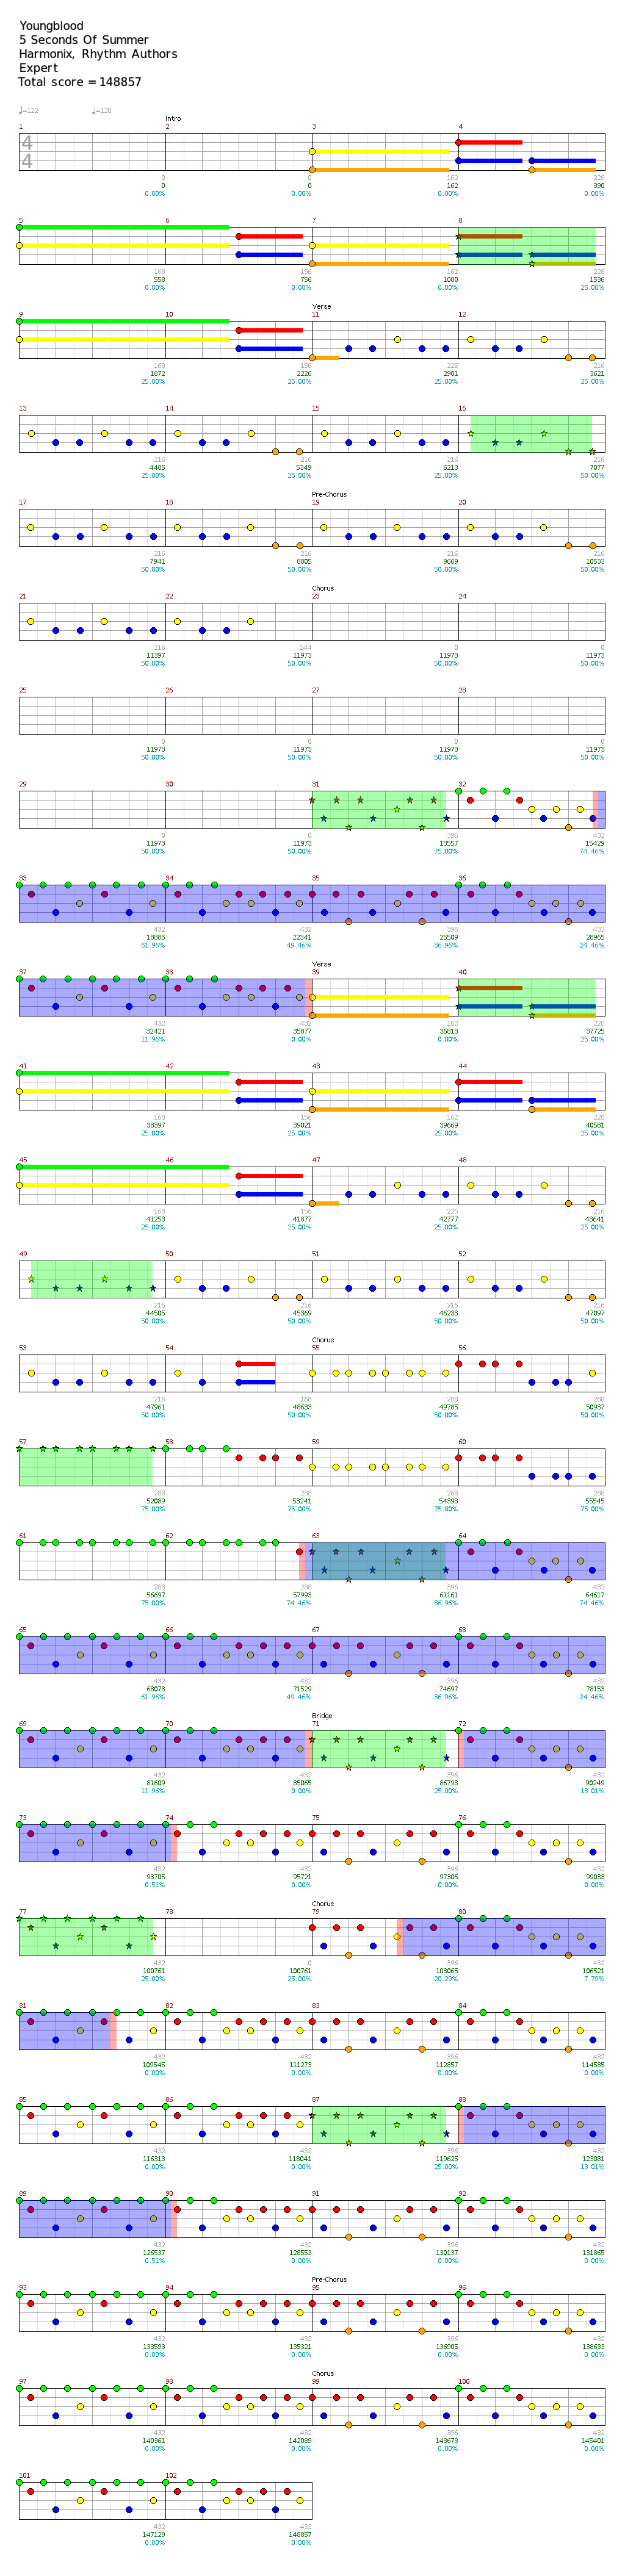 Youngblood
5 Seconds Of Summer
Harmonix, Rhythm Authors
Expert
Total score = 148857
♩=122 ♩=120
Intro
1 2 3 4
4
4
0 0 162 228
0 0 162 390
0.00% 0.00% 0.00% 0.00%
5 6 7 8
168 156 162 228
558 756 1080 1536
0.00% 0.00% 0.00% 25.00%
Verse
9 10 11 12
168 156 225 216
1872 2226 2901 3621
25.00% 25.00% 25.00% 25.00%
13 14 15 16
216 216 216 216
4485 5349 6213 7077
25.00% 25.00% 25.00% 50.00%
Pre-Chorus
17 18 19 20
216 216 216 216
7941 8805 9669 10533
50.00% 50.00% 50.00% 50.00%
Chorus
21 22 23 24
216 144 0 0
11397 11973 11973 11973
50.00% 50.00% 50.00% 50.00%
25 26 27 28
0 0 0 0
11973 11973 11973 11973
50.00% 50.00% 50.00% 50.00%
29 30 31 32
0 0 396 432
11973 11973 13557 15429
50.00% 50.00% 75.00% 74.46%
33 34 35 36
432 432 396 432
18885 22341 25509 28965
61.96% 49.46% 36.96% 24.46%
Verse
37 38 39 40
432 432 162 228
32421 35877 36813 37725
11.96% 0.00% 0.00% 25.00%
41 42 43 44
168 156 162 228
38397 39021 39669 40581
25.00% 25.00% 25.00% 25.00%
45 46 47 48
168 156 225 216
41253 41877 42777 43641
25.00% 25.00% 25.00% 25.00%
49 50 51 52
216 216 216 216
44505 45369 46233 47097
50.00% 50.00% 50.00% 50.00%
Chorus
53 54 55 56
216 168 288 288
47961 48633 49785 50937
50.00% 50.00% 50.00% 50.00%
57 58 59 60
288 288 288 288
52089 53241 54393 55545
75.00% 75.00% 75.00% 75.00%
61 62 63 64
288 288 396 432
56697 57993 61161 64617
75.00% 74.46% 86.96% 74.46%
65 66 67 68
432 432 396 432
68073 71529 74697 78153
61.96% 49.46% 36.96% 24.46%
Bridge
69 70 71 72
432 432 396 432
81609 85065 86793 90249
11.96% 0.00% 25.00% 13.01%
73 74 75 76
432 432 396 432
93705 95721 97305 99033
0.51% 0.00% 0.00% 0.00%
Chorus
77 78 79 80
432 0 396 432
100761 100761 103065 106521
25.00% 25.00% 20.29% 7.79%
81 82 83 84
432 432 396 432
109545 111273 112857 114585
0.00% 0.00% 0.00% 0.00%
85 86 87 88
432 432 396 432
116313 118041 119625 123081
0.00% 0.00% 25.00% 13.01%
89 90 91 92
432 432 396 432
126537 128553 130137 131865
0.51% 0.00% 0.00% 0.00%
Pre-Chorus
93 94 95 96
432 432 396 432
133593 135321 136905 138633
0.00% 0.00% 0.00% 0.00%
Chorus
97 98 99 100
432 432 396 432
140361 142089 143673 145401
0.00% 0.00% 0.00% 0.00%
101 102
432 432
147129 148857
0.00% 0.00%